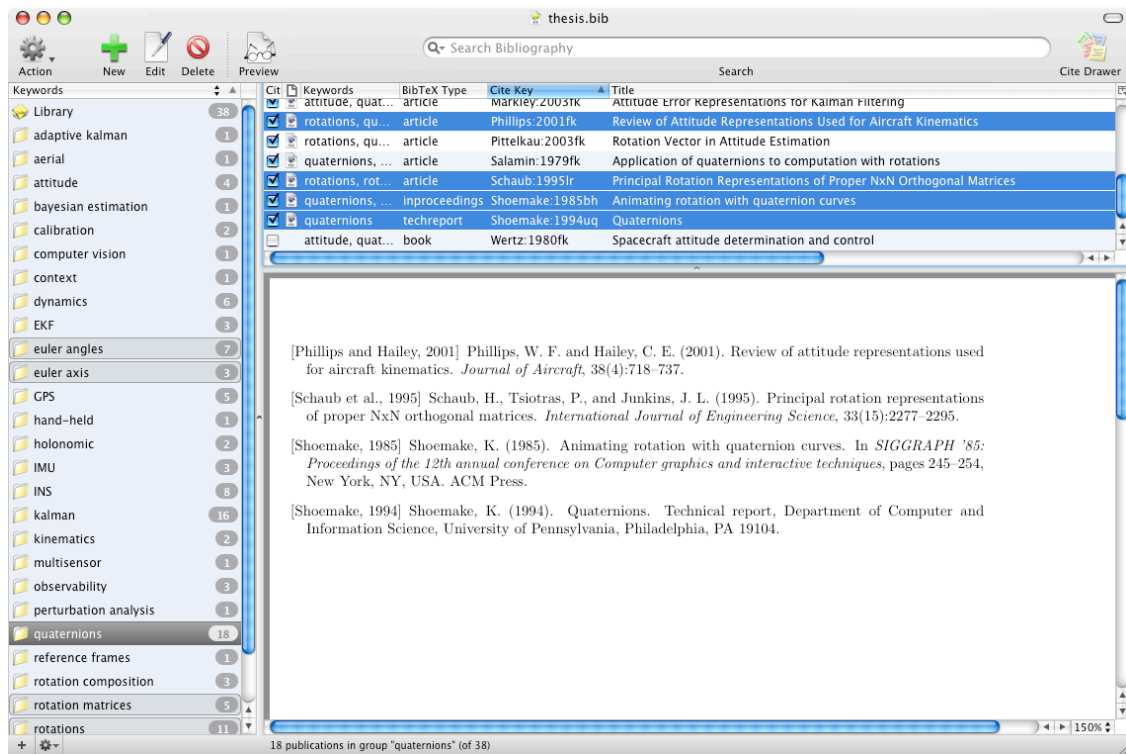 thesis.bib
Action New Edit Delete Preview Search Bibliography Search Cite Drawer
Keywords
Library 38
adaptive kalman 1
aerial 1
attitude 4
bayesian estimation 1
calibration 2
computer vision 1
context 1
dynamics 6
EKF 3
euler angles 7
euler axis 3
GPS 5
hand-held 1
holonomic 2
IMU 3
INS 8
kalman 16
kinematics 2
multisensor 1
observability 3
perturbation analysis 1
quaternions 18
reference frames 1
rotation composition 3
rotation matrices 5
rotations 11
Cit Keywords BibTeX Type Cite Key Title
attitude, quat... article Markley:2003fk Attitude Error Representations for Kalman Filtering
rotations, qu... article Phillips:2001fk Review of Attitude Representations Used for Aircraft Kinematics
rotations, qu... article Pittelkau:2003fk Rotation Vector in Attitude Estimation
quaternions, ... article Salamin:1979fk Application of quaternions to computation with rotations
rotations, rot... article Schaub:1995lr Principal Rotation Representations of Proper NxN Orthogonal Matrices
quaternions, ... inproceedings Shoemake:1985bh Animating rotation with quaternion curves
quaternions techreport Shoemake:1994uq Quaternions
attitude, quat... book Wertz:1980fk Spacecraft attitude determination and control
[Phillips and Hailey, 2001] Phillips, W. F. and Hailey, C. E. (2001). Review of attitude representations used
for aircraft kinematics. Journal of Aircraft, 38(4):718–737.
[Schaub et al., 1995] Schaub, H., Tsiotras, P., and Junkins, J. L. (1995). Principal rotation representations
of proper NxN orthogonal matrices. International Journal of Engineering Science, 33(15):2277–2295.
[Shoemake, 1985] Shoemake, K. (1985). Animating rotation with quaternion curves. In SIGGRAPH '85:
Proceedings of the 12th annual conference on Computer graphics and interactive techniques, pages 245–254,
New York, NY, USA. ACM Press.
[Shoemake, 1994] Shoemake, K. (1994). Quaternions. Technical report, Department of Computer and
Information Science, University of Pennsylvania, Philadelphia, PA 19104.
150%
18 publications in group "quaternions" (of 38)